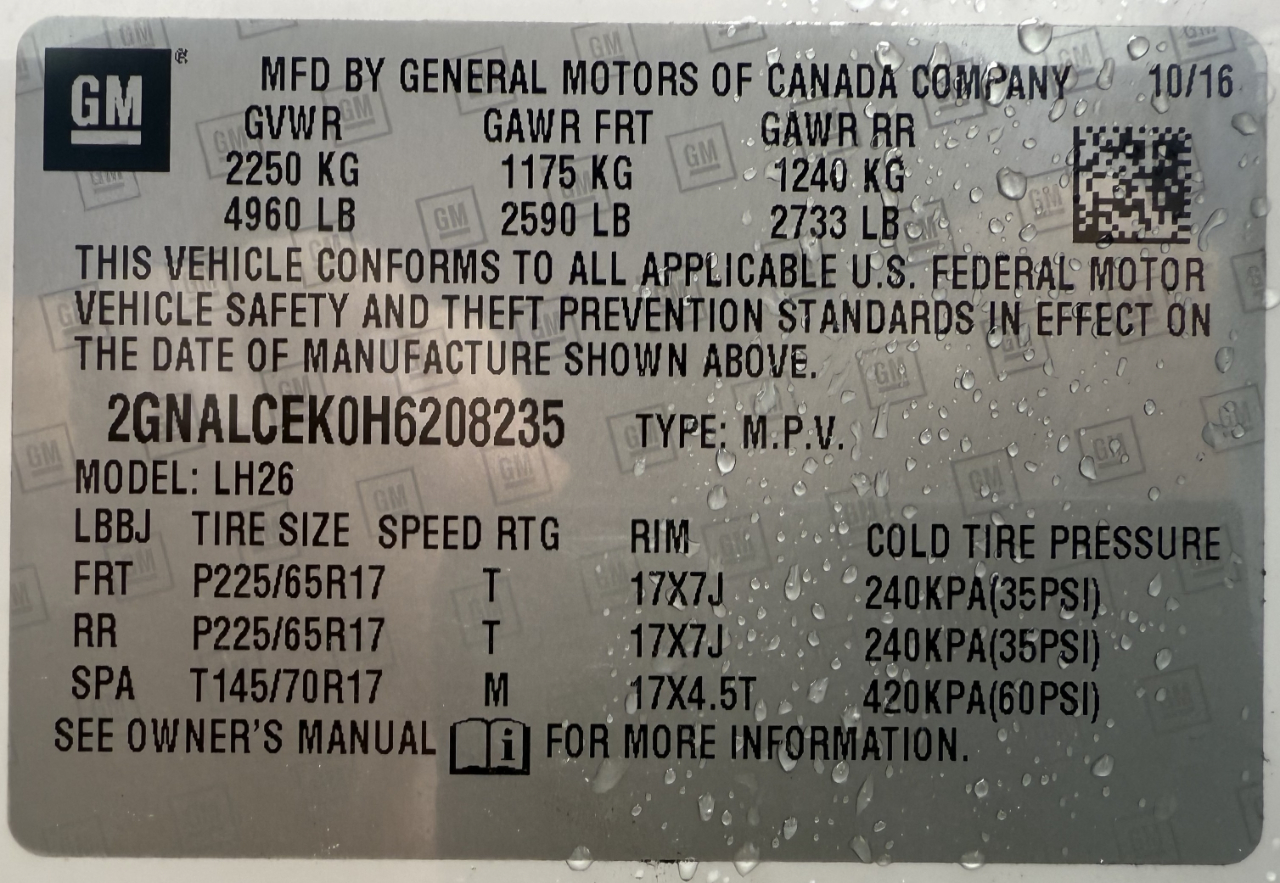 GM ®
MFD BY GENERAL MOTORS OF CANADA COMPANY 10/16
GVWR GAWR FRT GAWR RR
2250 KG 1175 KG 1240 KG
4960 LB 2590 LB 2733 LB
THIS VEHICLE CONFORMS TO ALL APPLICABLE U.S. FEDERAL MOTOR
VEHICLE SAFETY AND THEFT PREVENTION STANDARDS IN EFFECT ON
THE DATE OF MANUFACTURE SHOWN ABOVE.
2GNALCEK0H6208235 TYPE: M.P.V.
MODEL: LH26
LBBJ TIRE SIZE SPEED RTG RIM COLD TIRE PRESSURE
FRT P225/65R17 T 17X7J 240KPA(35PSI)
RR P225/65R17 T 17X7J 240KPA(35PSI)
SPA T145/70R17 M 17X4.5T 420KPA(60PSI)
SEE OWNER'S MANUAL i FOR MORE INFORMATION.